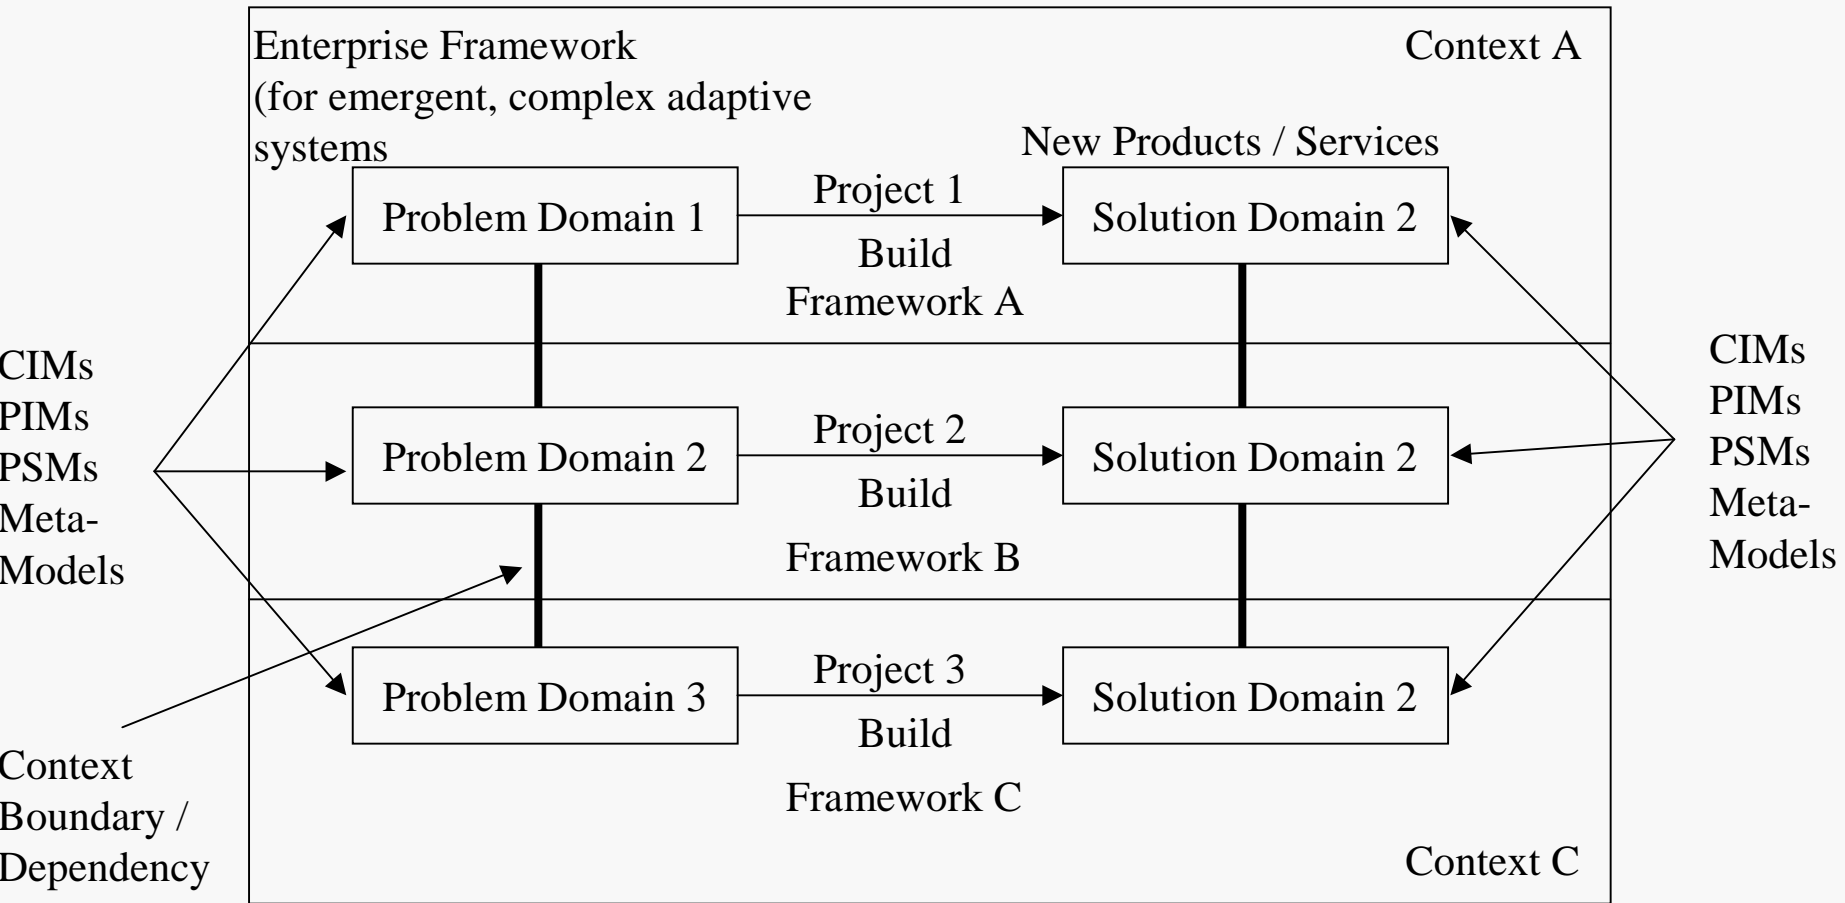 Enterprise Framework
(for emergent, complex adaptive
systems
Context A
New Products / Services
Problem Domain 1
Project 1
Build
Framework A
Solution Domain 2
CIMs
PIMs
PSMs
Meta-
Models
Problem Domain 2
Project 2
Build
Framework B
Solution Domain 2
CIMs
PIMs
PSMs
Meta-
Models
Problem Domain 3
Project 3
Build
Framework C
Solution Domain 2
Context
Boundary /
Dependency
Context C